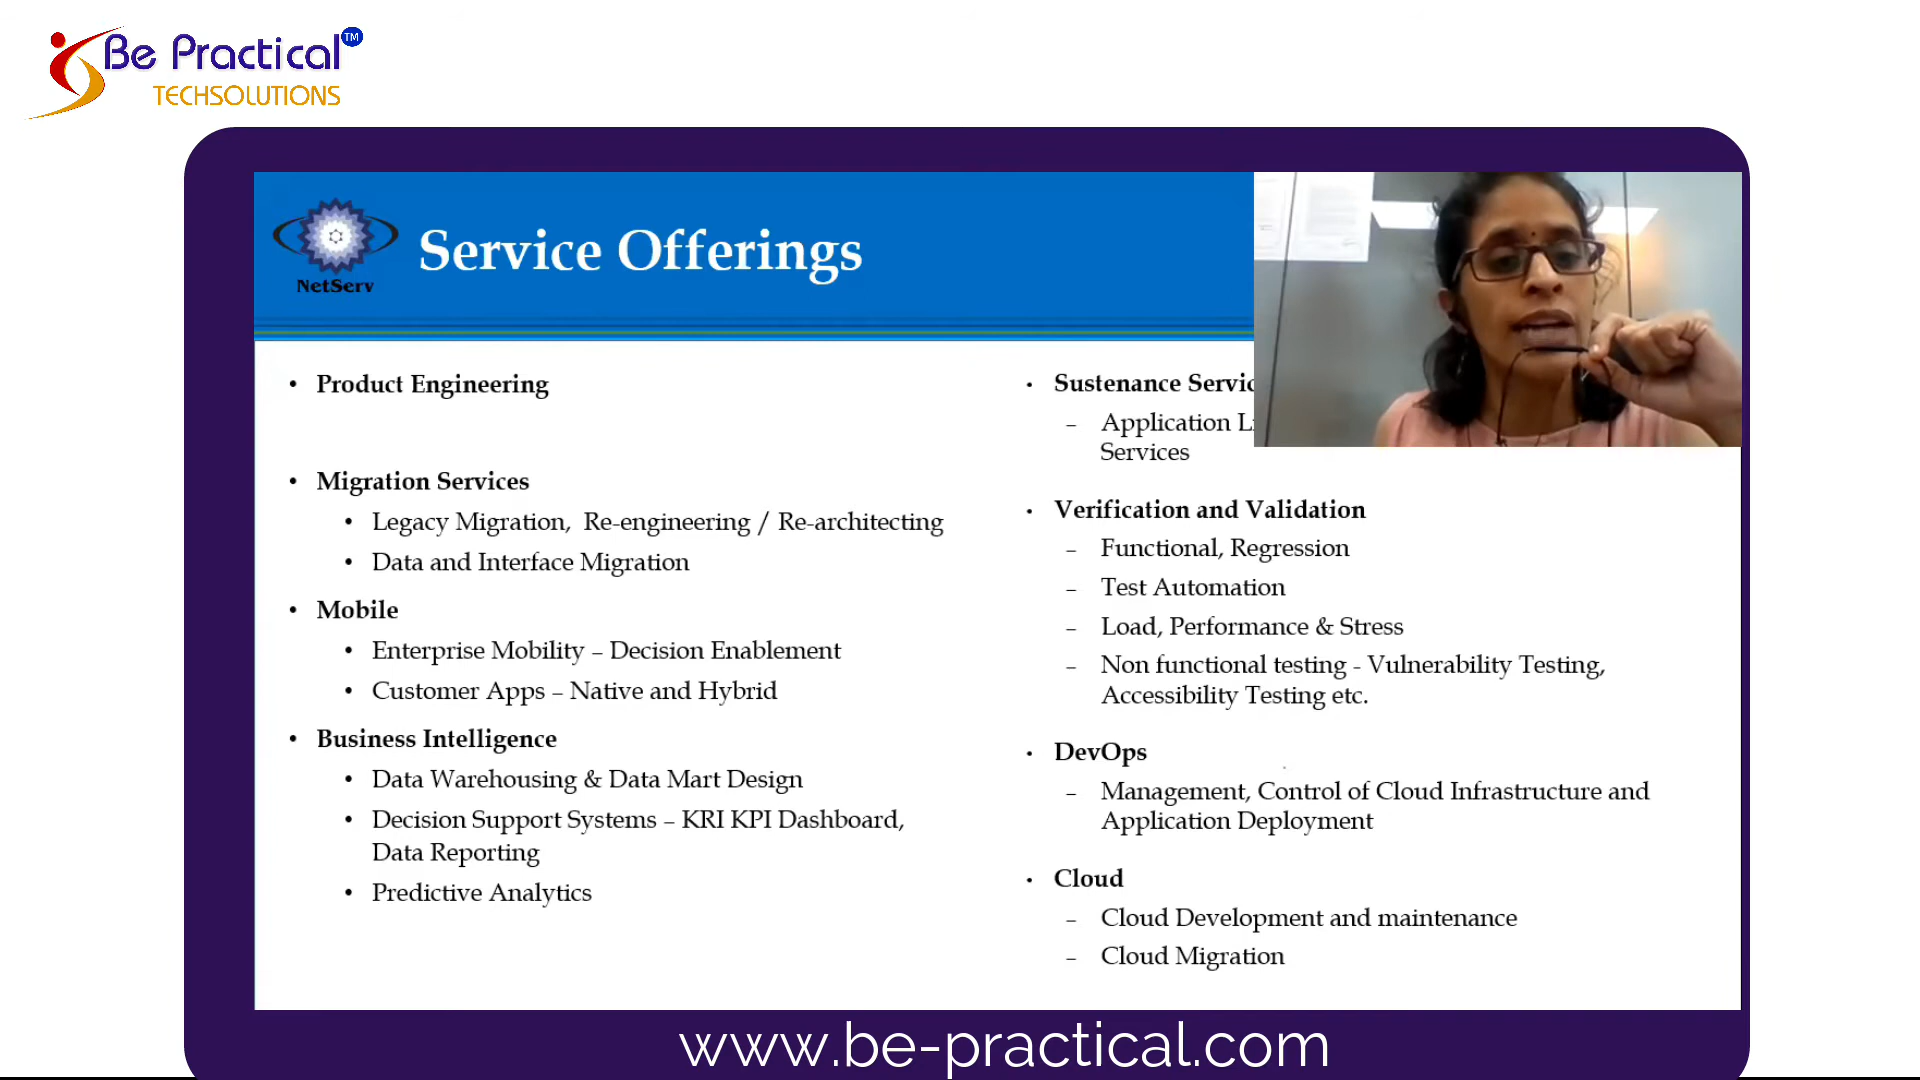 Be Practical™
TECHSOLUTIONS
NetServ
Service Offerings
• Product Engineering
• Migration Services
• Legacy Migration, Re-engineering / Re-architecting
• Data and Interface Migration
• Mobile
• Enterprise Mobility – Decision Enablement
• Customer Apps – Native and Hybrid
• Business Intelligence
• Data Warehousing & Data Mart Design
• Decision Support Systems – KRI KPI Dashboard,
Data Reporting
• Predictive Analytics
• Sustenance
– Application
Services
• Verification and Validation
– Functional, Regression
– Test Automation
– Load, Performance & Stress
– Non functional testing - Vulnerability Testing,
Accessibility Testing etc.
• DevOps
– Management, Control of Cloud Infrastructure and
Application Deployment
• Cloud
– Cloud Development and maintenance
– Cloud Migration
www.be-practical.com